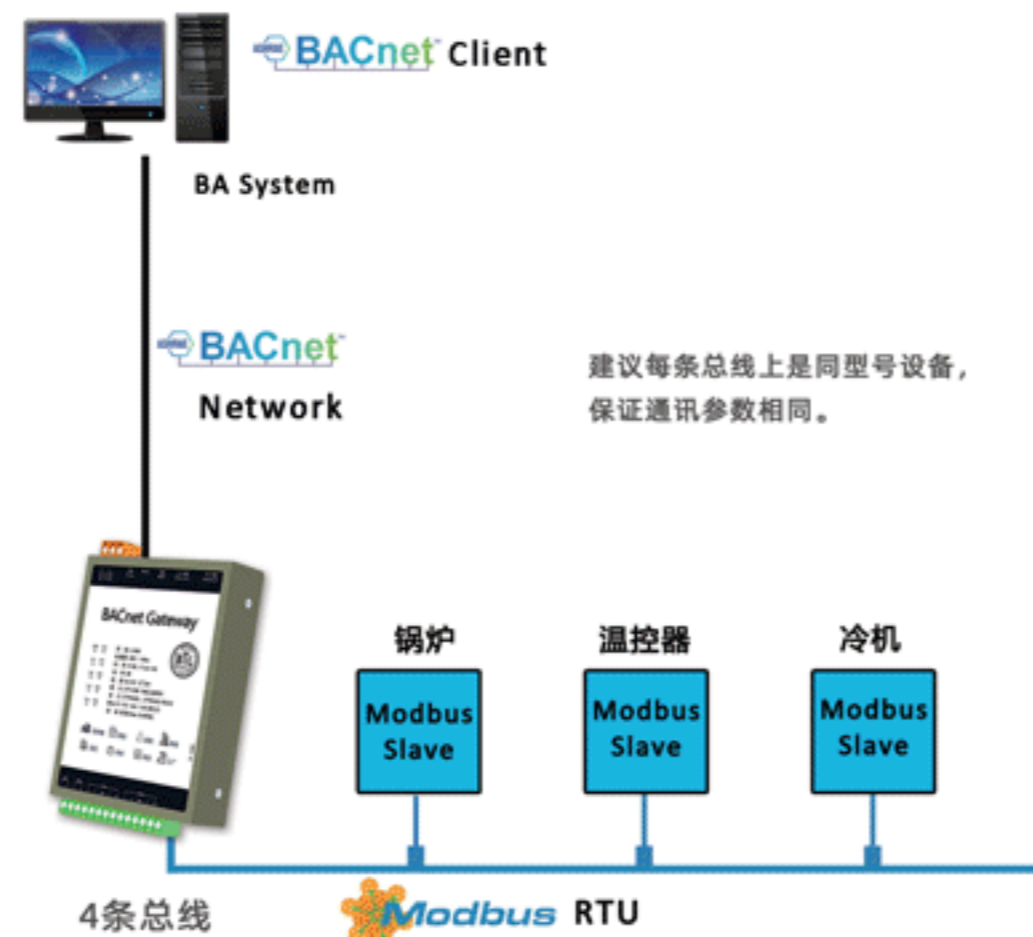 BACnet Client
BA System
BACnet
Network
建议每条总线上是同型号设备，
保证通讯参数相同。
BACnet Gateway
锅炉
温控器
冷机
Modbus
Slave
Modbus
Slave
Modbus
Slave
4条总线
Modbus RTU